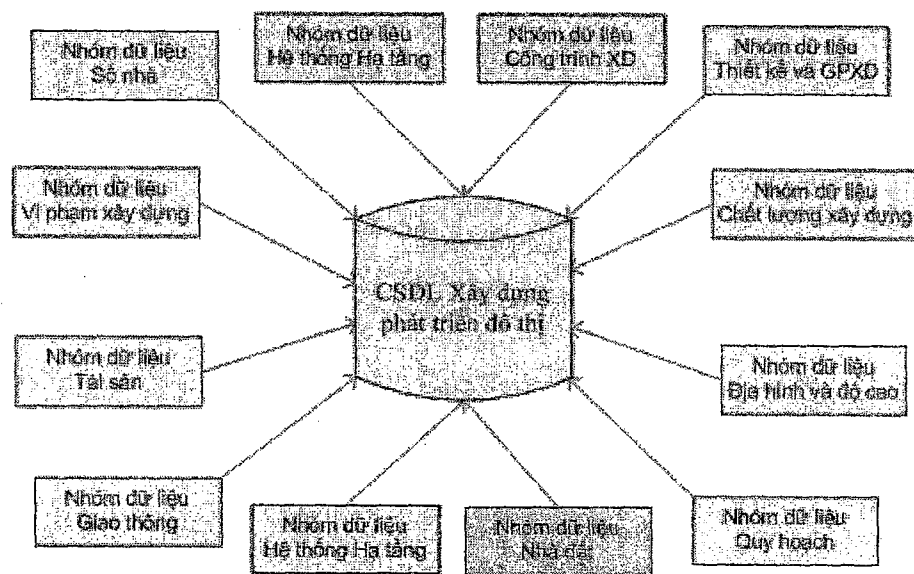 Nhóm dữ liệu
Số nhà
Nhóm dữ liệu
Hệ thống Hạ tầng
Nhóm dữ liệu
Công trình XD
Nhóm dữ liệu
Thiết kế và GPXD
Nhóm dữ liệu
Vi phạm xây dựng
Nhóm dữ liệu
Chất lượng xây dựng
CSDL Xây dựng
phát triển đô thị
Nhóm dữ liệu
Tài sản
Nhóm dữ liệu
Địa hình và độ cao
Nhóm dữ liệu
Giao thông
Nhóm dữ liệu
Hệ thống Hạ tầng
Nhóm dữ liệu
Nhà đất
Nhóm dữ liệu
Quy hoạch